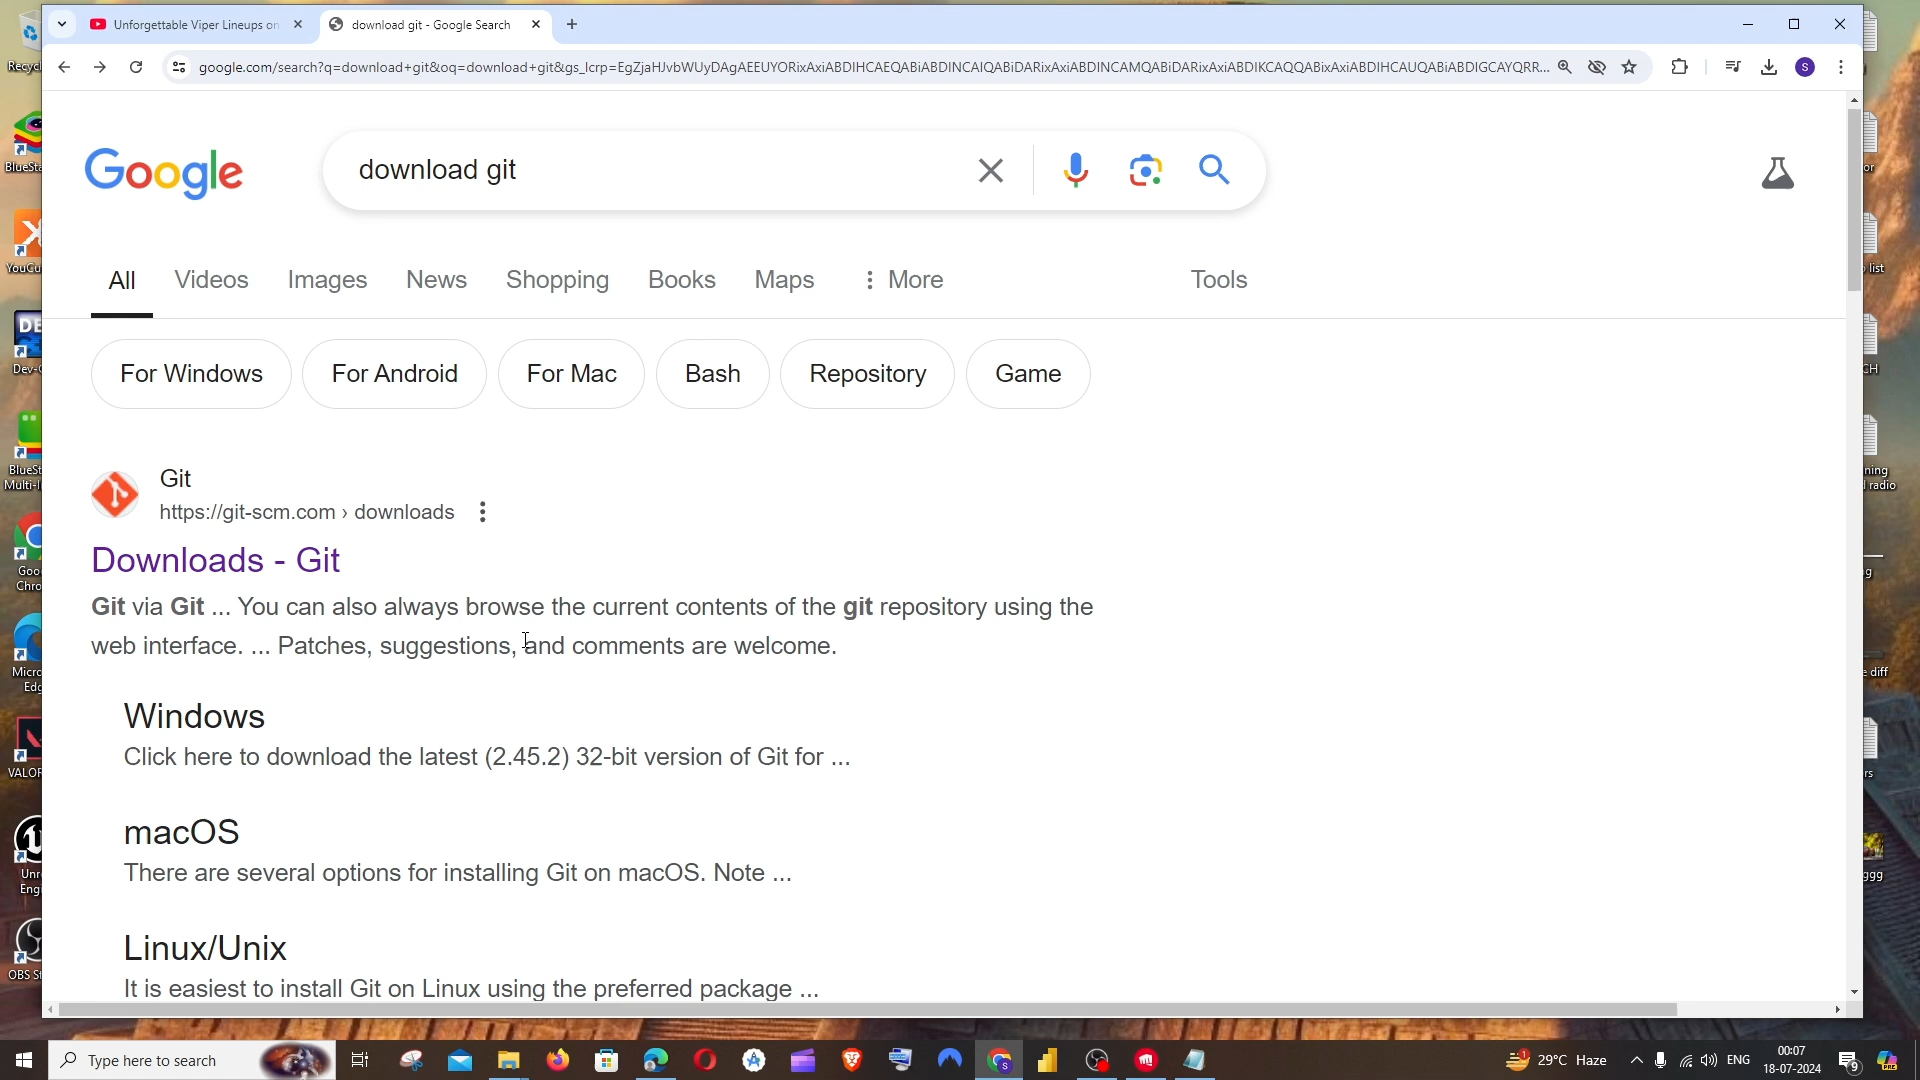 Unforgettable Viper Lineups on
download git - Google Search
google.com/search?q=download+git&oq=download+git&gs_lcrp=EgZjaHJvbWUyDAgAEEUYORixAxiABDIHCAEQABiABDINCAIQABiDARixAxiABDINCAMQABiDARixAxiABDIKCAQQABixAxiABDIHCAUQABiABDIGCAYQRR...
S
Google
download git
All
Videos
Images
News
Shopping
Books
Maps
More
Tools
For Windows
For Android
For Mac
Bash
Repository
Game
Git
https://git-scm.com › downloads
Downloads - Git
Git via Git ... You can also always browse the current contents of the git repository using the
web interface. ... Patches, suggestions, and comments are welcome.
Windows
Click here to download the latest (2.45.2) 32-bit version of Git for ...
macOS
There are several options for installing Git on macOS. Note ...
Linux/Unix
It is easiest to install Git on Linux using the preferred package ...
Type here to search
29°C Haze
ENG
00:07
18-07-2024
9